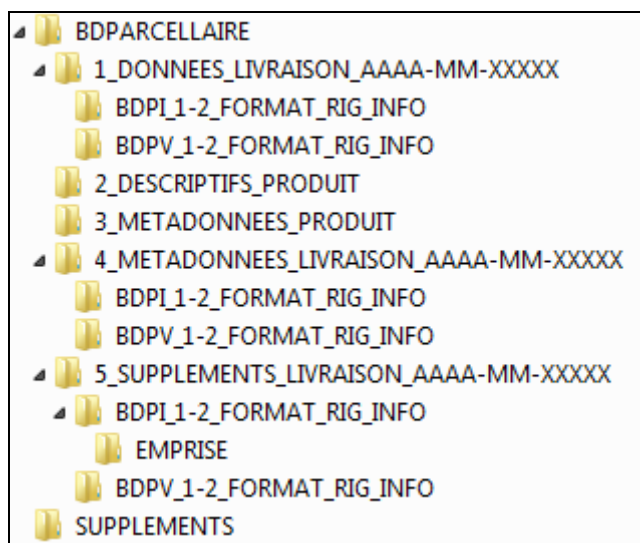 BDPARCELLAIRE
1_DONNEES_LIVRAISON_AAAA-MM-XXXXX
BDPI_1-2_FORMAT_RIG_INFO
BDPV_1-2_FORMAT_RIG_INFO
2_DESCRIPTIFS_PRODUIT
3_METADONNEES_PRODUIT
4_METADONNEES_LIVRAISON_AAAA-MM-XXXXX
BDPI_1-2_FORMAT_RIG_INFO
BDPV_1-2_FORMAT_RIG_INFO
5_SUPPLEMENTS_LIVRAISON_AAAA-MM-XXXXX
BDPI_1-2_FORMAT_RIG_INFO
EMPRISE
BDPV_1-2_FORMAT_RIG_INFO
SUPPLEMENTS